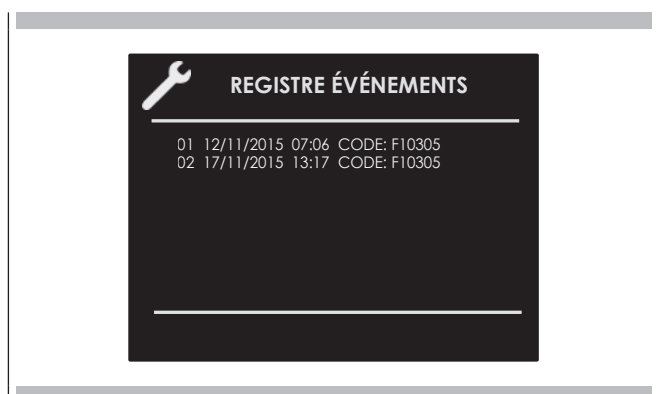 REGISTRE ÉVÉNEMENTS
01 12/11/2015 07:06 CODE: F10305
02 17/11/2015 13:17 CODE: F10305